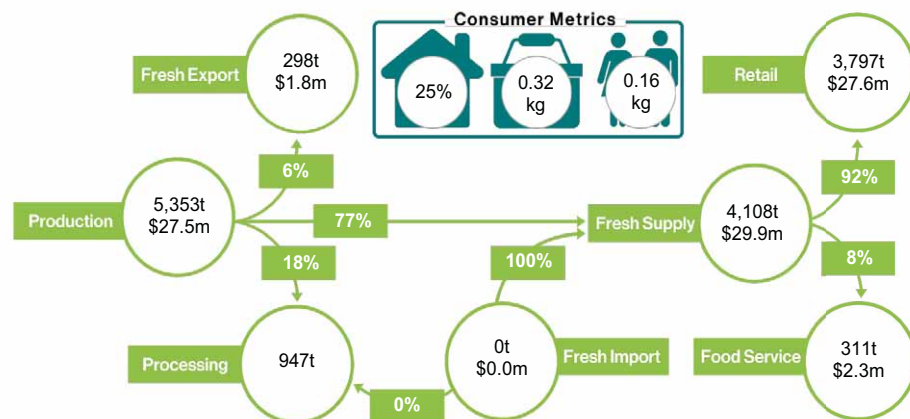 Consumer Metrics
25%
0.32
kg
0.16
kg
Fresh Export
298t
$1.8m
Retail
3,797t
$27.6m
6%
92%
Production
5,353t
$27.5m
77%
Fresh Supply
4,108t
$29.9m
18%
100%
8%
Processing
947t
0t
$0.0m
Fresh Import
Food Service
311t
$2.3m
0%